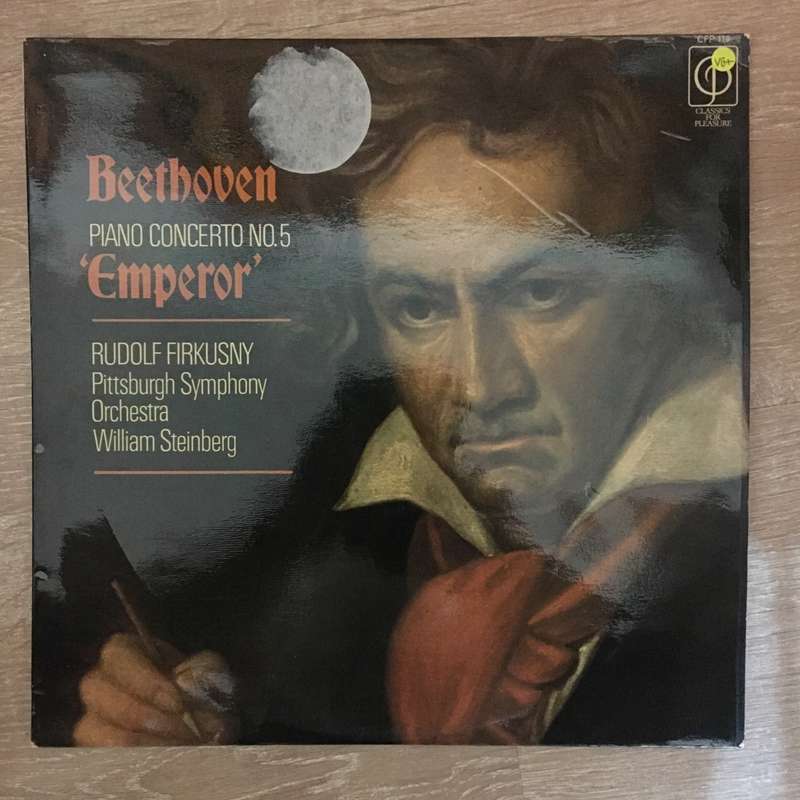 CFP 119
VG+
CLASSICS
FOR
PLEASURE
Beethoven
PIANO CONCERTO NO. 5
‘Emperor’
RUDOLF FIRKUSNY
Pittsburgh Symphony
Orchestra
William Steinberg